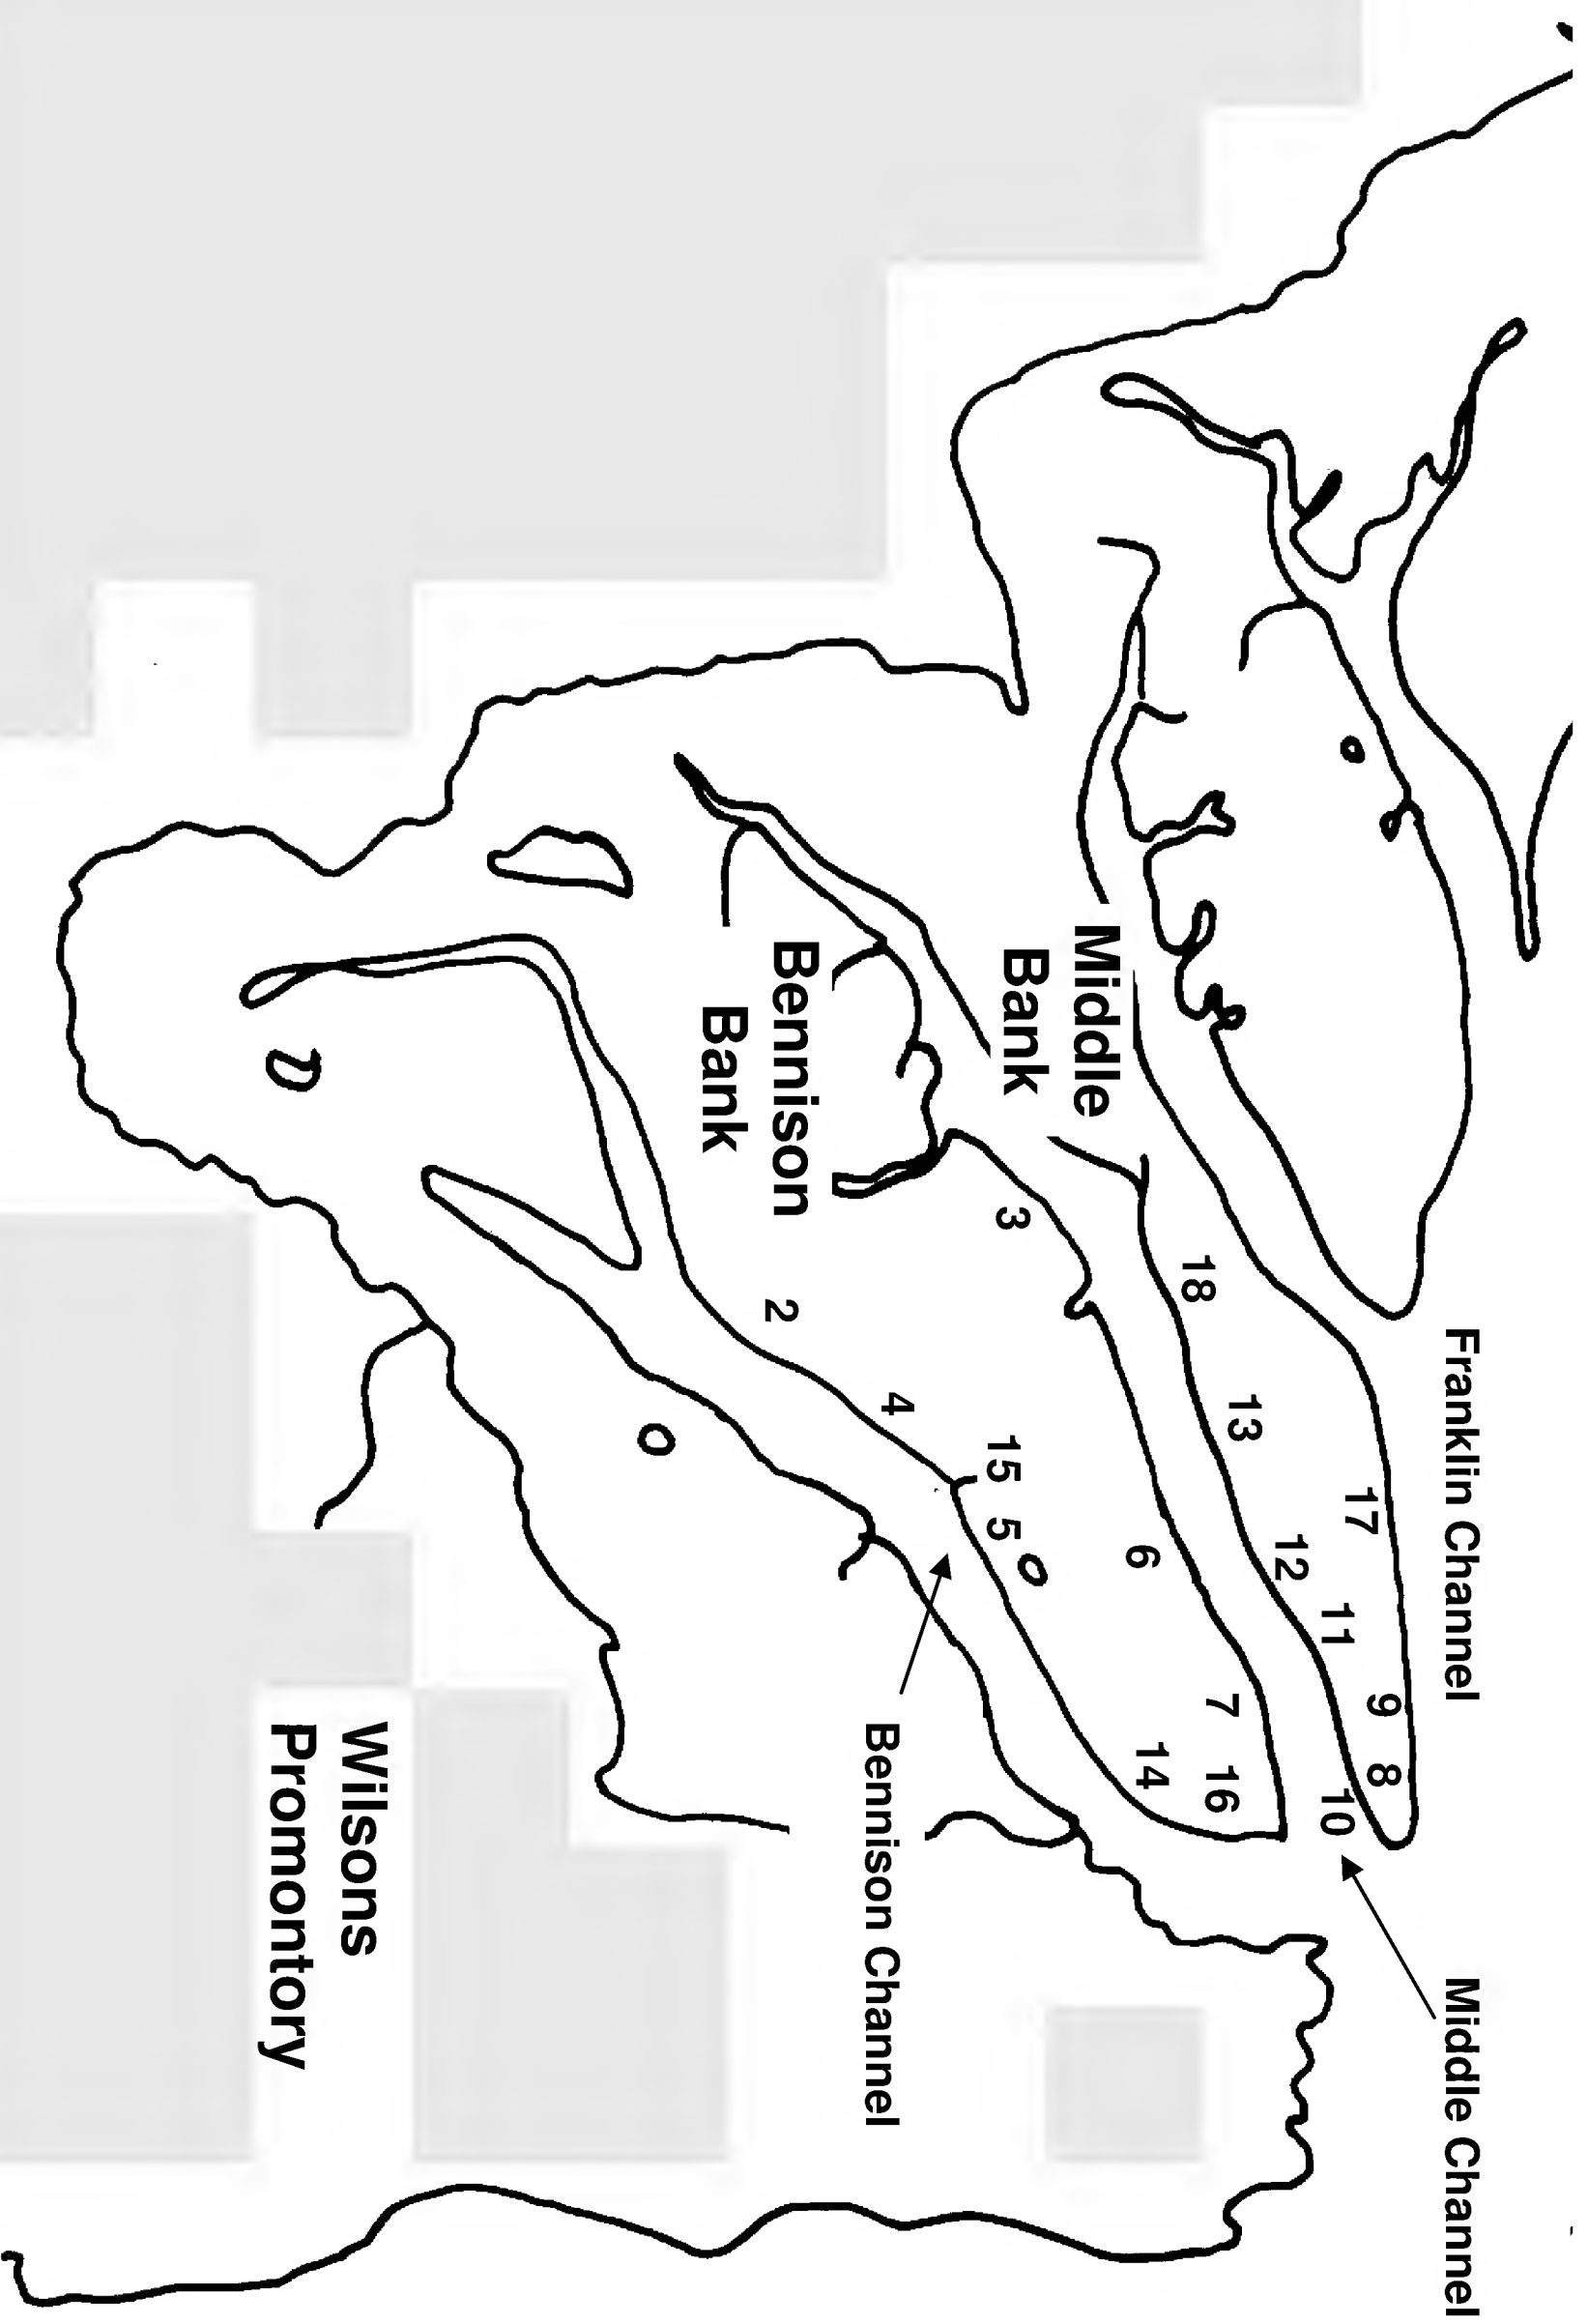 Franklin Channel
Middle Channel
Middle
Bank
Bennison
Bank
18
13
17
12
11
9
8
10
3
6
7
16
14
2
4
15
5
Bennison Channel
Wilsons
Promontory